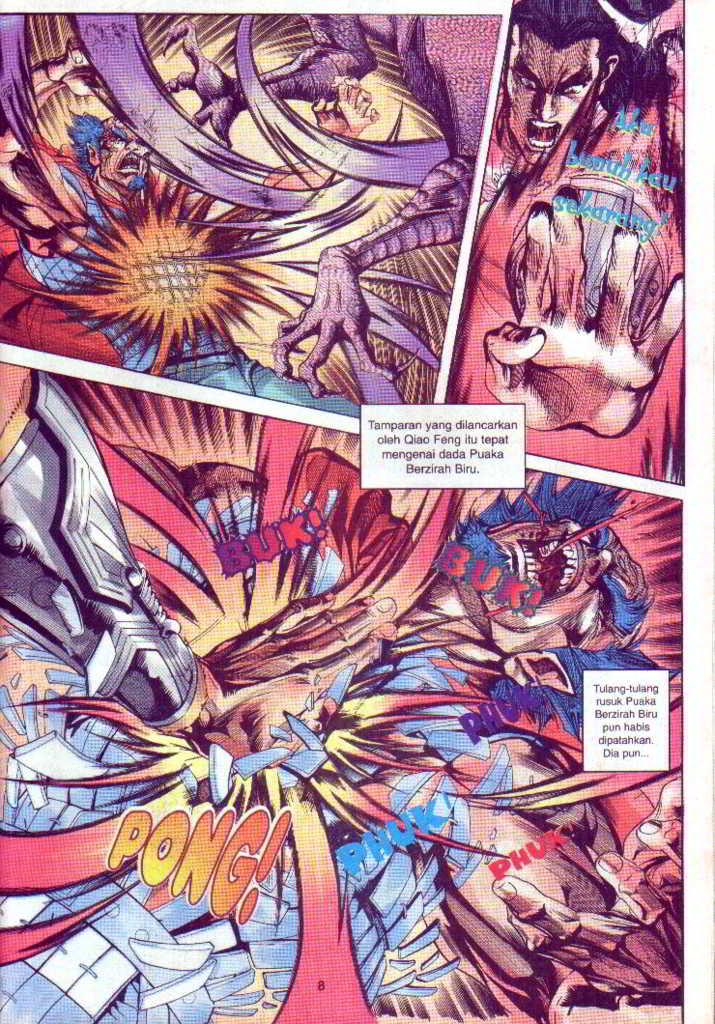 Aku
bunuh kau
sekarang!
Tamparan yang dilancarkan
oleh Qiao Feng itu tepat
mengenai dada Puaka
Berzirah Biru.
BUK!
BUK!
Tulang-tulang
rusuk Puaka
Berzirah Biru
pun habis
dipatahkan.
Dia pun...
PHUK!
PONG!
PHUK!
PHUK!
8